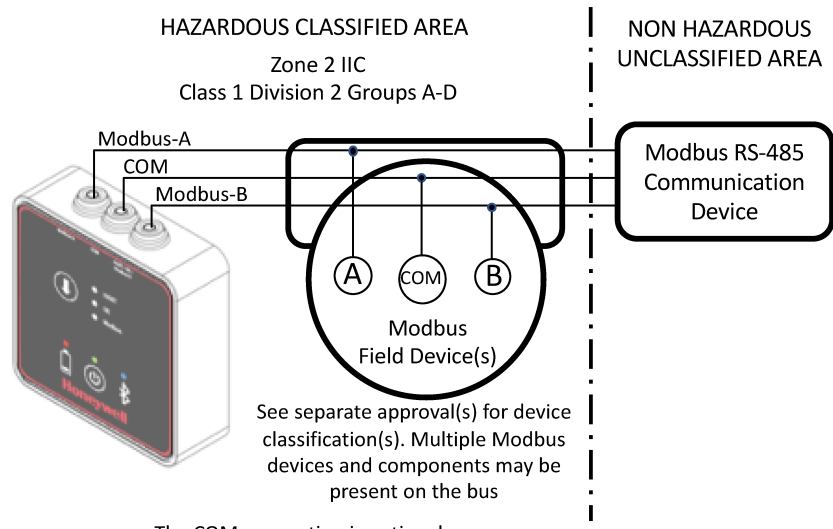 HAZARDOUS CLASSIFIED AREA
Zone 2 IIC
Class 1 Division 2 Groups A-D
NON HAZARDOUS
UNCLASSIFIED AREA
Modbus-A
COM
Modbus-B
Modbus RS-485
Communication
Device
A
COM
B
Modbus
Field Device(s)
Honeywell
See separate approval(s) for device
classification(s). Multiple Modbus
devices and components may be
present on the bus